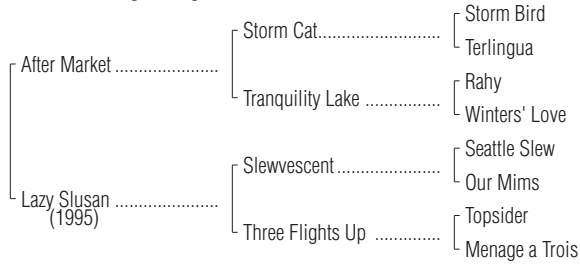 Storm Bird
Storm Cat....................
Terlingua
After Market .....................
Rahy
Tranquility Lake ...............
Winters' Love
Seattle Slew
Slewvescent.....................
Our Mims
Lazy Slusan .....................
(1995)
Topsider
Three Flights Up .............
Menage a Trois